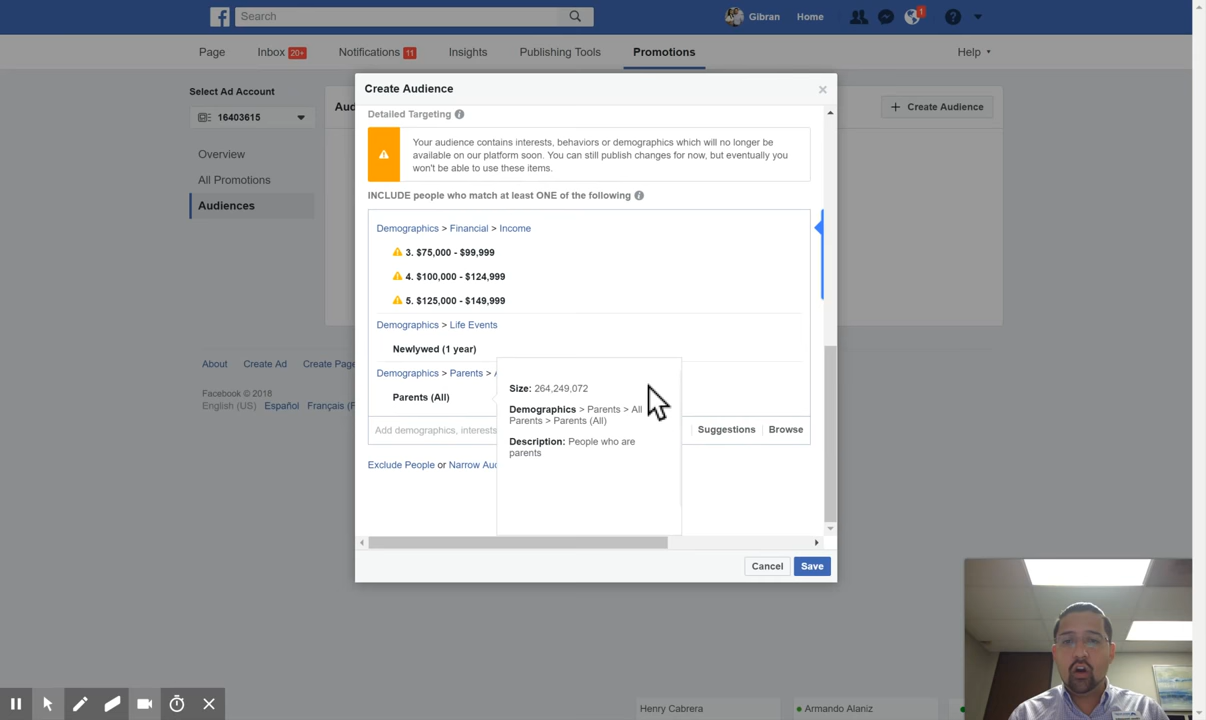 Search
Gibran
Home
1
Page
Inbox 20+
Notifications 11
Insights
Publishing Tools
Promotions
Help
Select Ad Account
16403615
Overview
All Promotions
Audiences
+ Create Audience
Create Audience
×
Detailed Targeting
Your audience contains interests, behaviors or demographics which will no longer be
available on our platform soon. You can still publish changes for now, but eventually you
won't be able to use these items.
INCLUDE people who match at least ONE of the following
Demographics > Financial > Income
3. $75,000 - $99,999
4. $100,000 - $124,999
5. $125,000 - $149,999
Demographics > Life Events
Newlywed (1 year)
Demographics > Parents >
Parents (All)
Size: 264,249,072
Demographics > Parents > All
Parents > Parents (All)
Description: People who are
parents
Add demographics, interests
Suggestions
Browse
Exclude People or Narrow
Cancel
Save
About
Create Ad
Create Page
Facebook © 2018
English (US)
Español
Henry Cabrera
Armando Alaniz